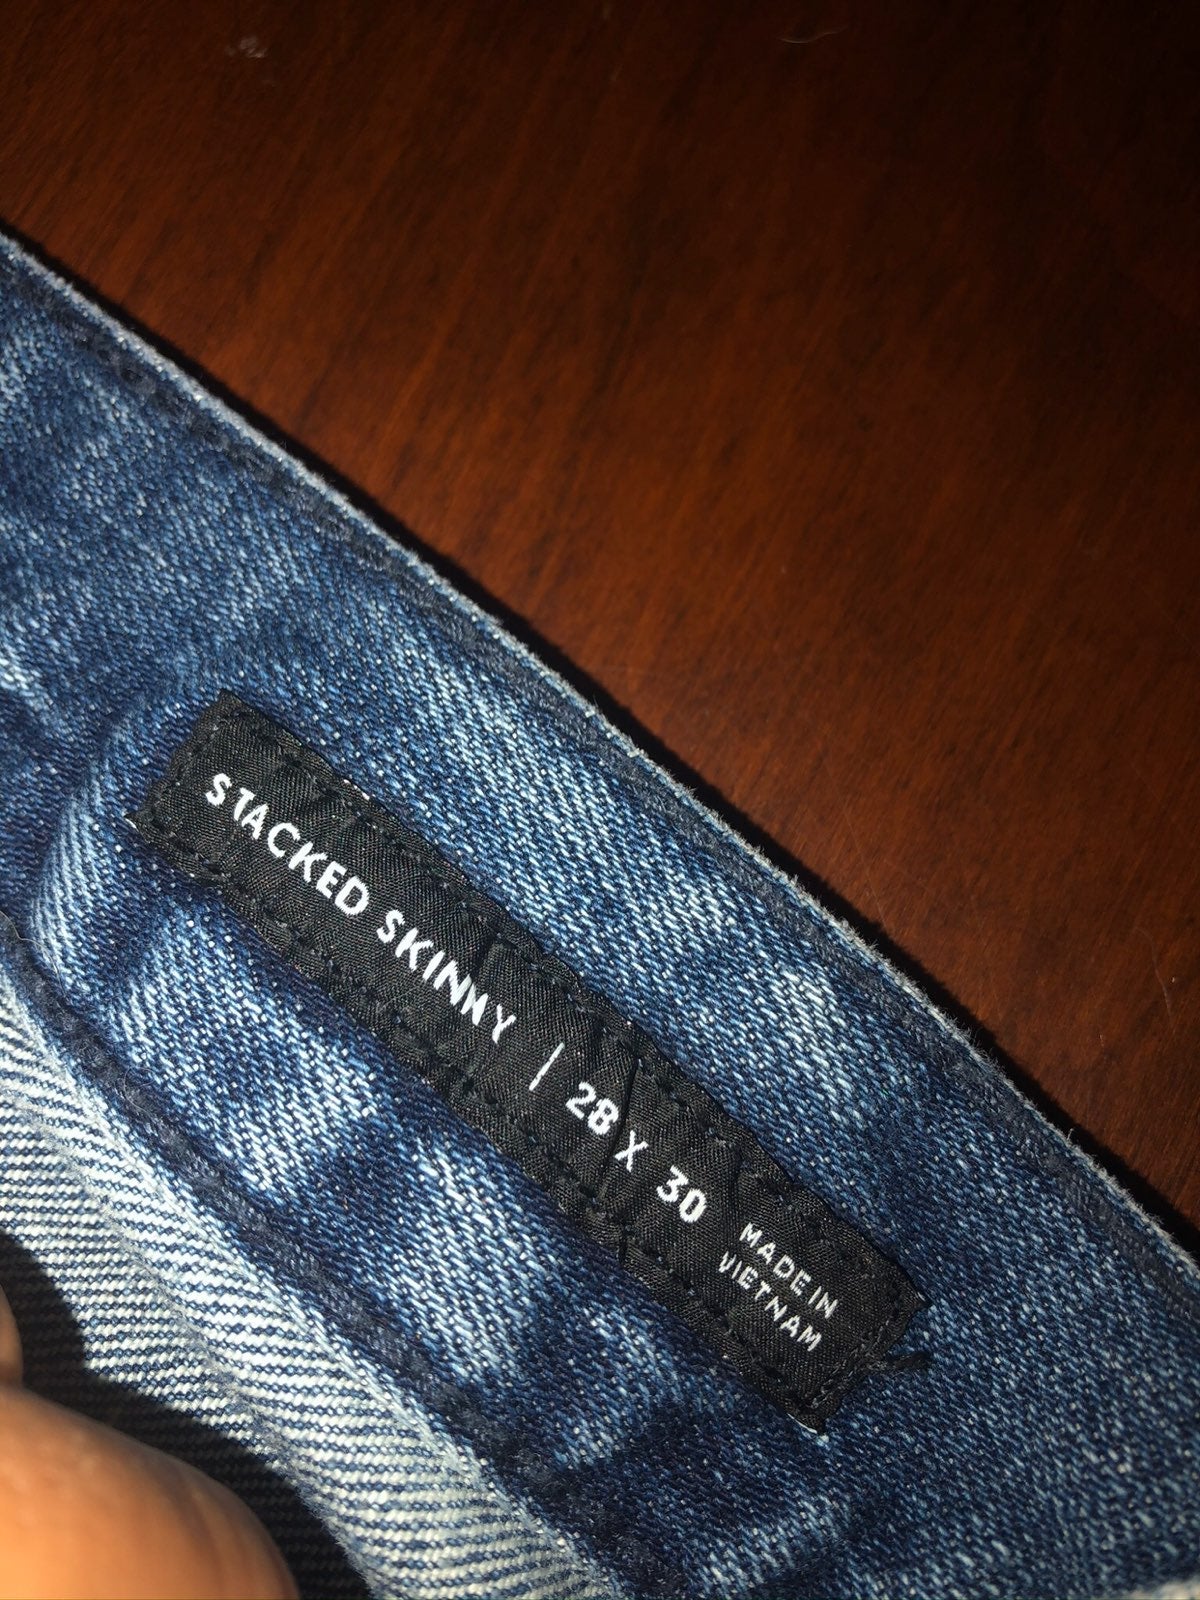 STACKED SKINNY | 28 X 30 MADE IN
VIETNAM